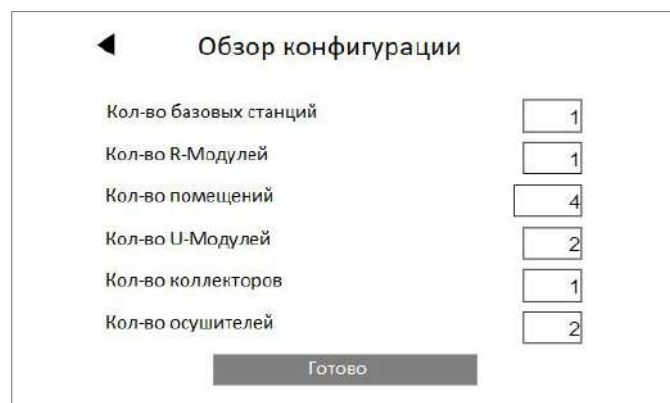 Обзор конфигурации
Кол-во базовых станций 1
Кол-во R-Модулей 1
Кол-во помещений 4
Кол-во U-Модулей 2
Кол-во коллекторов 1
Кол-во осушителей 2
Готово